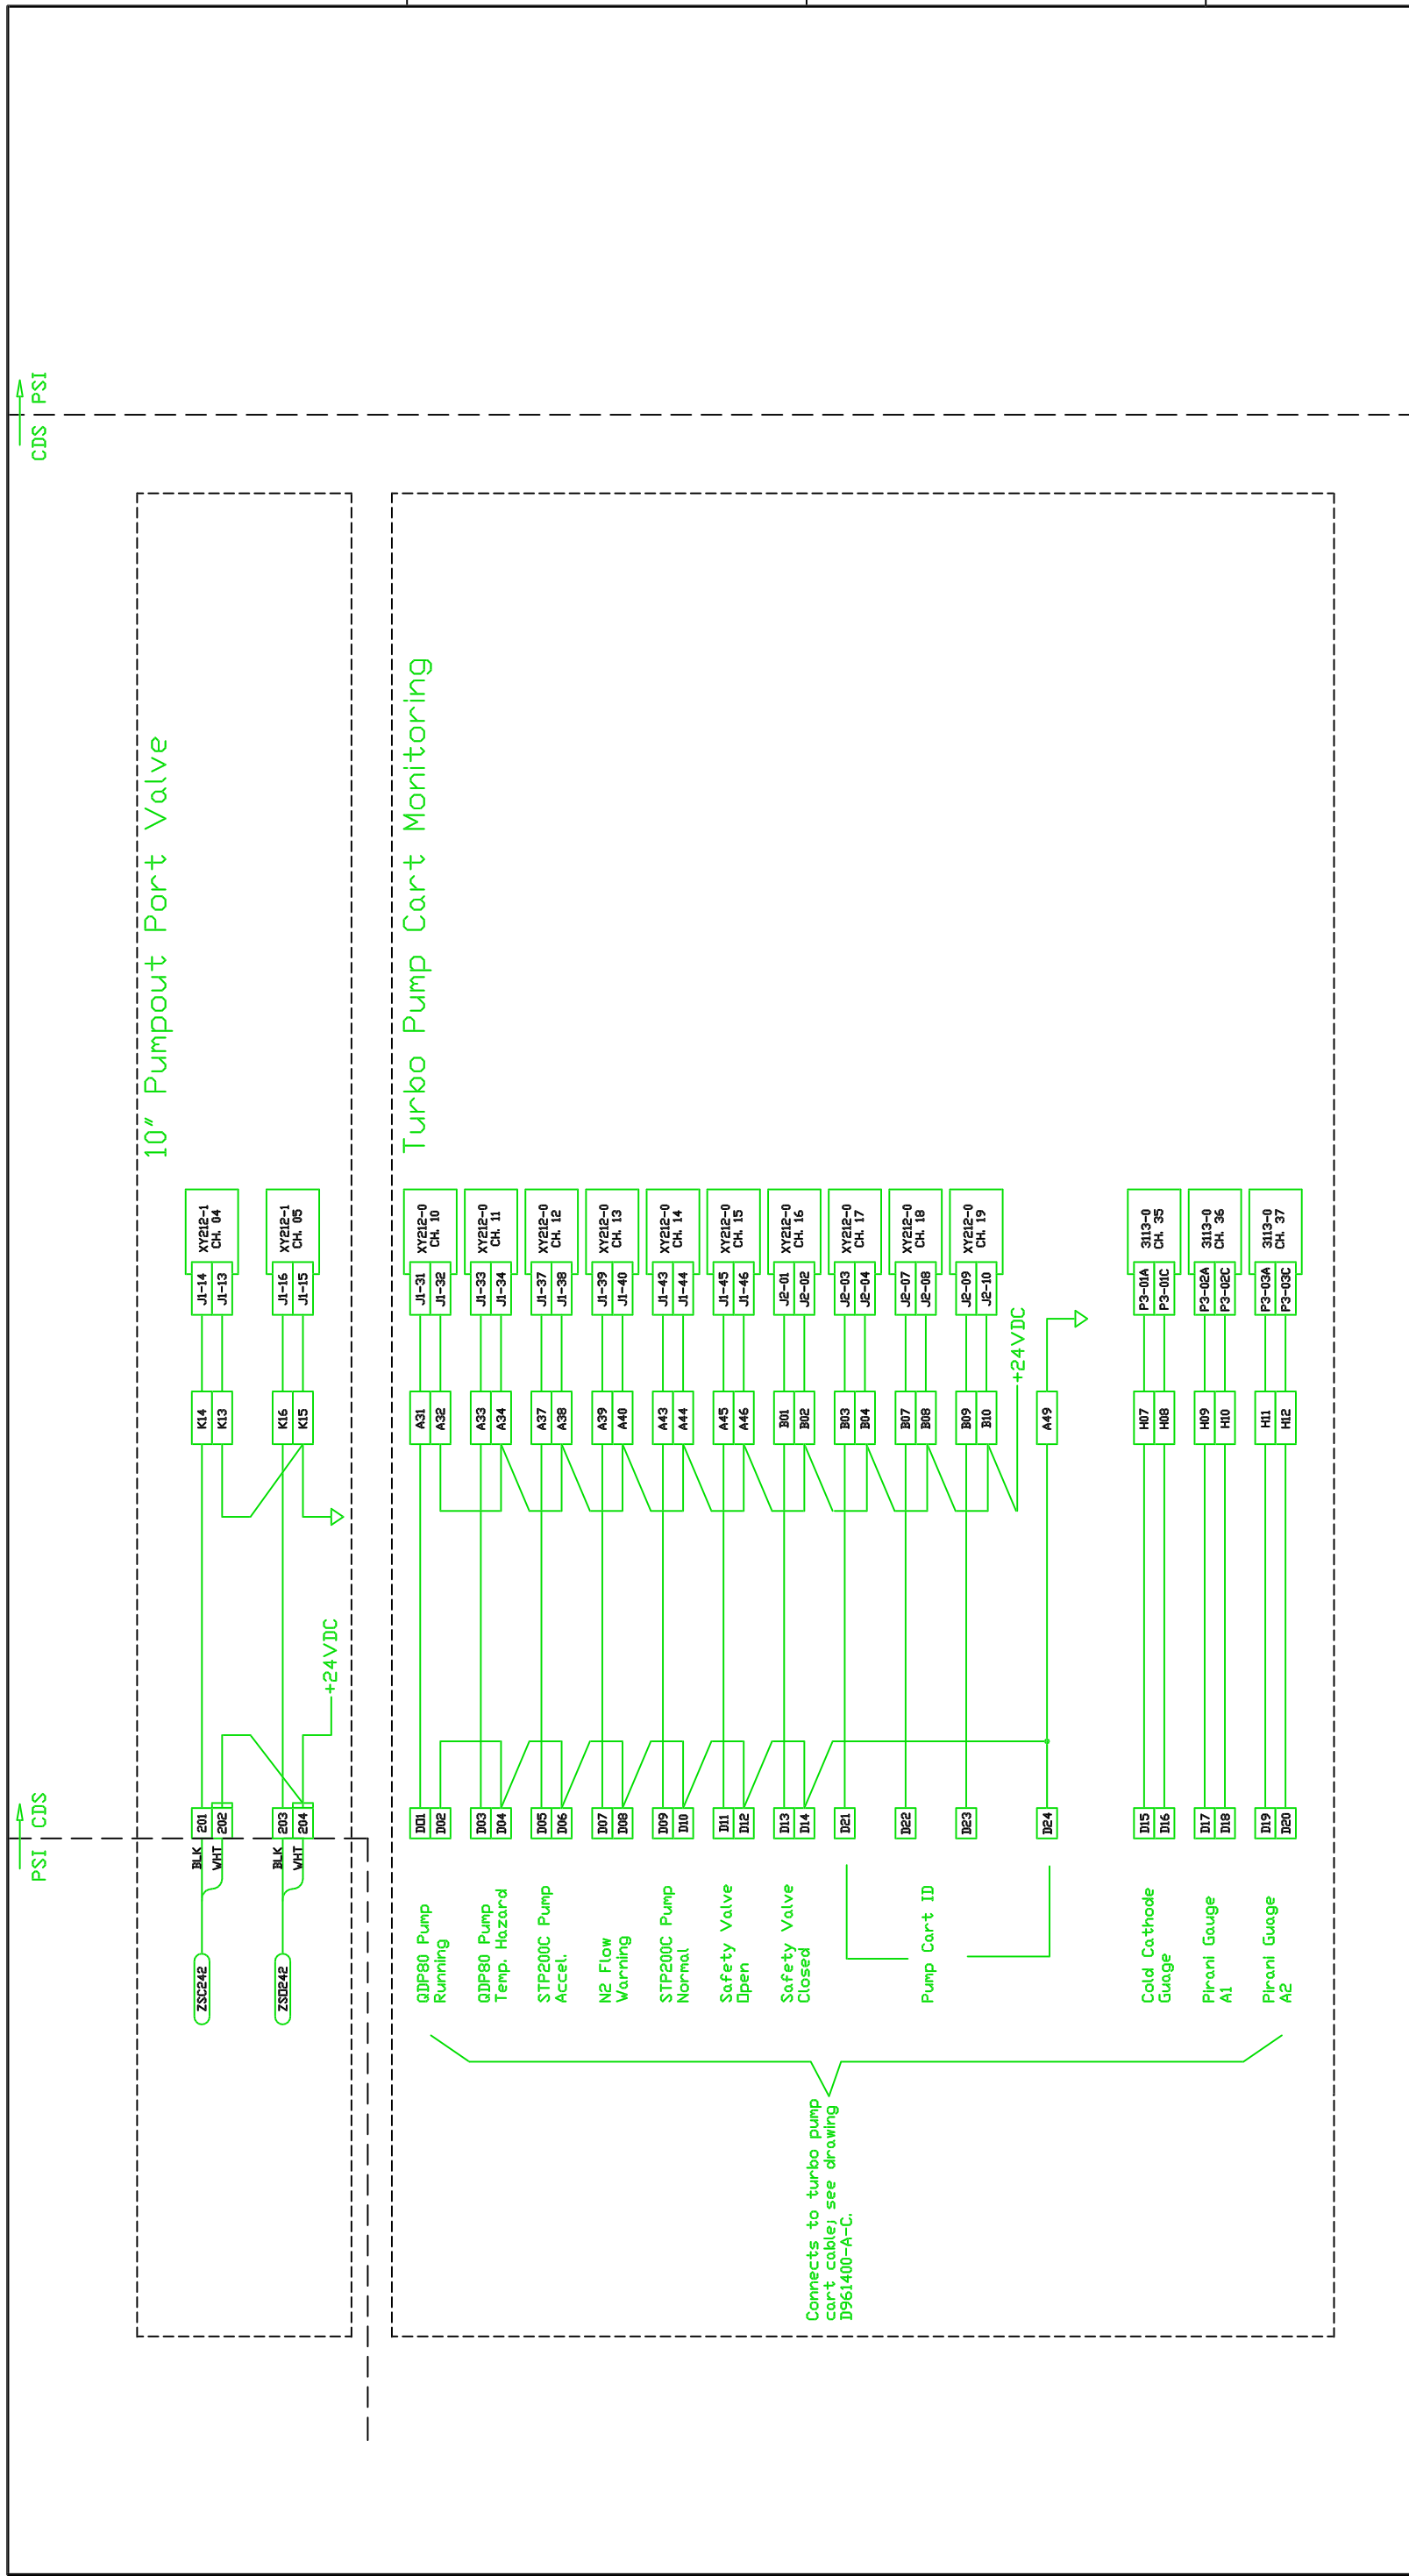 PSI CDS
CDS PSI
10" Pumpout Port Valve
ZSC242
BLK
WHT
201
202
+24VDC
K14
K13
J1-14
J1-13
XY212-1
CH. 04
ZSO242
BLK
WHT
203
204
K16
K15
J1-16
J1-15
XY212-1
CH. 05
Turbo Pump Cart Monitoring
QDP80 Pump
Running
D01
D02
A31
A32
J1-31
J1-32
XY212-0
CH. 10
QDP80 Pump
Temp. Hazard
D03
D04
A33
A34
J1-33
J1-34
XY212-0
CH. 11
STP200C Pump
Accel.
D05
D06
A37
A38
J1-37
J1-38
XY212-0
CH. 12
N2 Flow
Warning
D07
D08
A39
A40
J1-39
J1-40
XY212-0
CH. 13
STP200C Pump
Normal
D09
D10
A43
A44
J1-43
J1-44
XY212-0
CH. 14
Safety Valve
Open
D11
D12
A45
A46
J1-45
J1-46
XY212-0
CH. 15
Safety Valve
Closed
D13
D14
B01
B02
J2-01
J2-02
XY212-0
CH. 16
Connects to turbo pump
cart cable; see drawing
D961400-A-C.
D21
B03
B04
J2-03
J2-04
XY212-0
CH. 17
Pump Cart ID
D22
B07
B08
J2-07
J2-08
XY212-0
CH. 18
D23
B09
B10
J2-09
J2-10
XY212-0
CH. 19
+24VDC
D24
A49
Cold Cathode
Guage
D15
D16
H07
H08
P3-01A
P3-01C
3113-0
CH. 35
Pirani Gauge
A1
D17
D18
H09
H10
P3-02A
P3-02C
3113-0
CH. 36
Pirani Guage
A2
D19
D20
H11
H12
P3-03A
P3-03C
3113-0
CH. 37